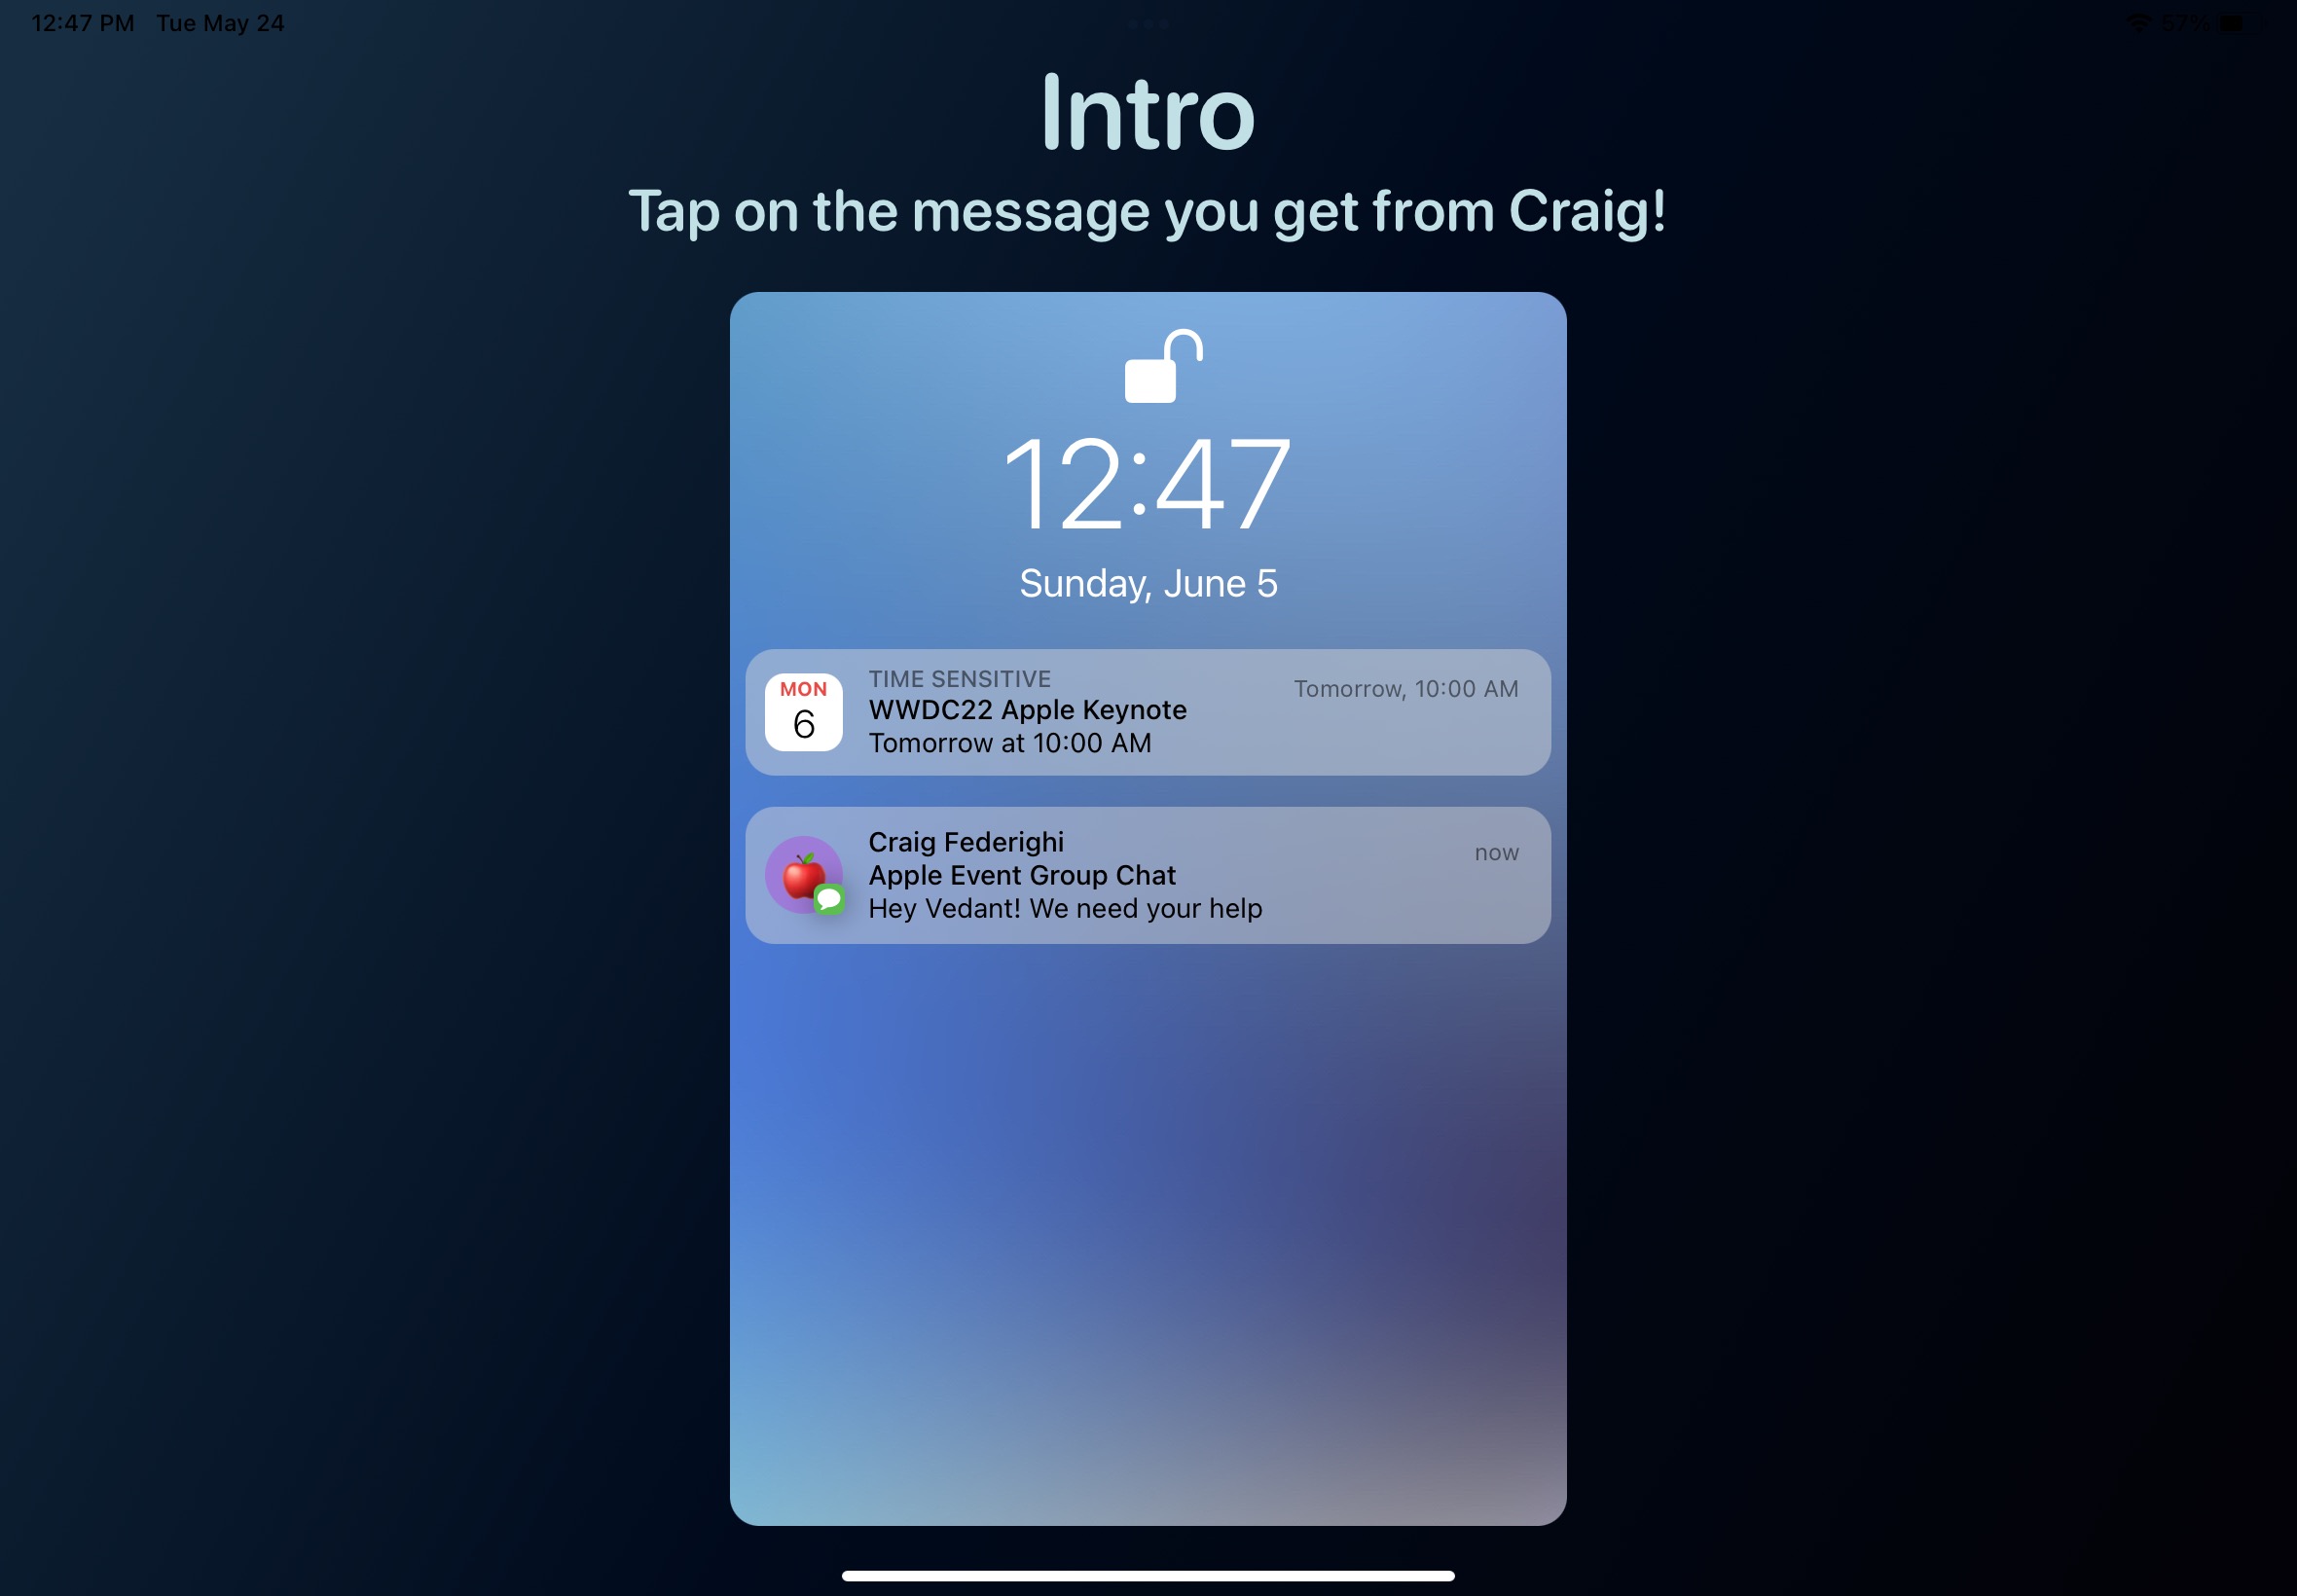 12:47 PM Tue May 24
57%
Intro
Tap on the message you get from Craig!
12:47
Sunday, June 5
MON
6
TIME SENSITIVE
WWDC22 Apple Keynote
Tomorrow at 10:00 AM
Tomorrow, 10:00 AM
Craig Federighi
Apple Event Group Chat
Hey Vedant! We need your help
now